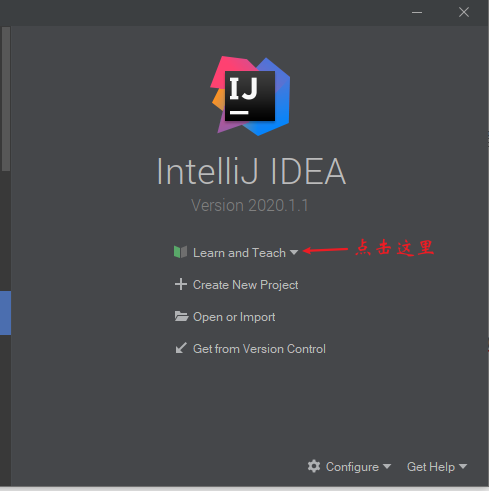 IJ
IntelliJ IDEA
Version 2020.1.1
Learn and Teach 点击这里
Create New Project
Open or Import
Get from Version Control
Configure Get Help